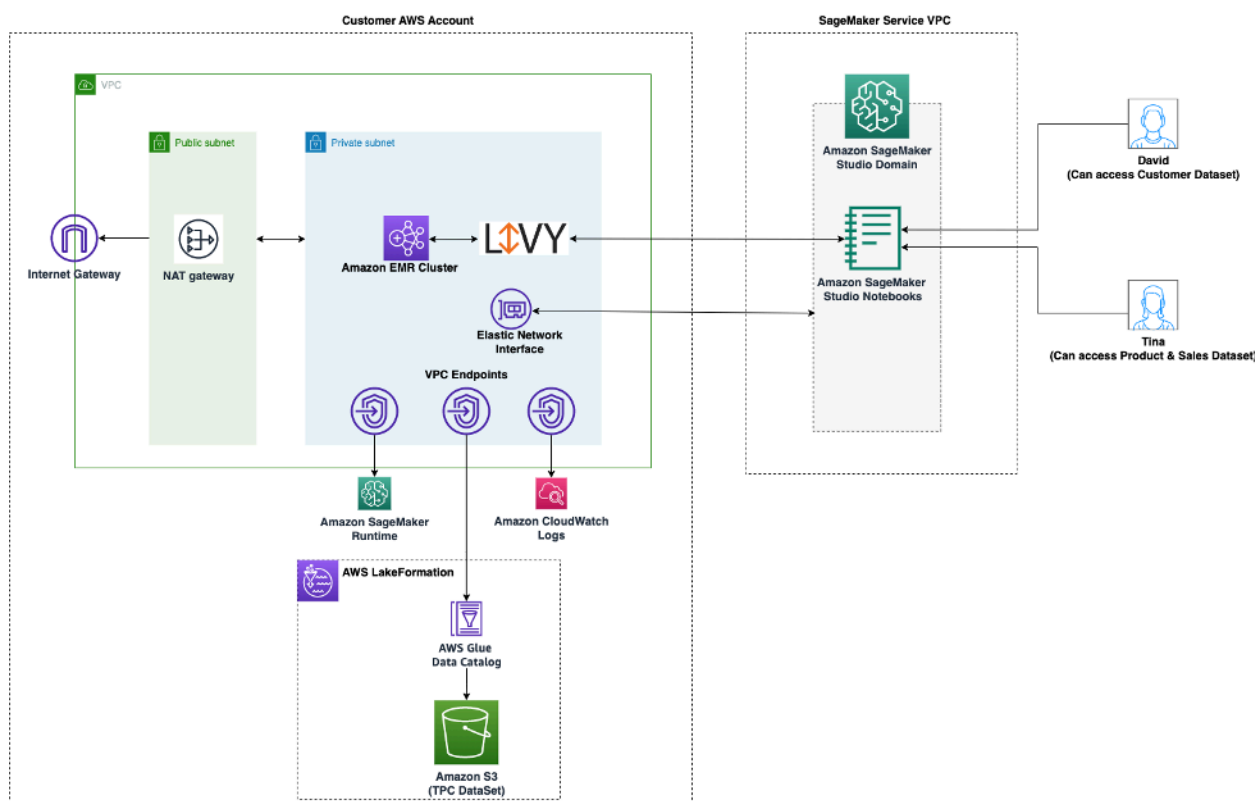 Customer AWS Account
SageMaker Service VPC
VPC
Public subnet
Private subnet
Amazon SageMaker
Studio Domain
David
(Can access Customer Dataset)
LIVY
Internet Gateway
NAT gateway
Amazon EMR Cluster
Amazon SageMaker
Studio Notebooks
Elastic Network
Interface
Tina
(Can access Product & Sales Dataset)
VPC Endpoints
Amazon SageMaker
Runtime
Amazon CloudWatch
Logs
AWS LakeFormation
AWS Glue
Data Catalog
Amazon S3
(TPC DataSet)